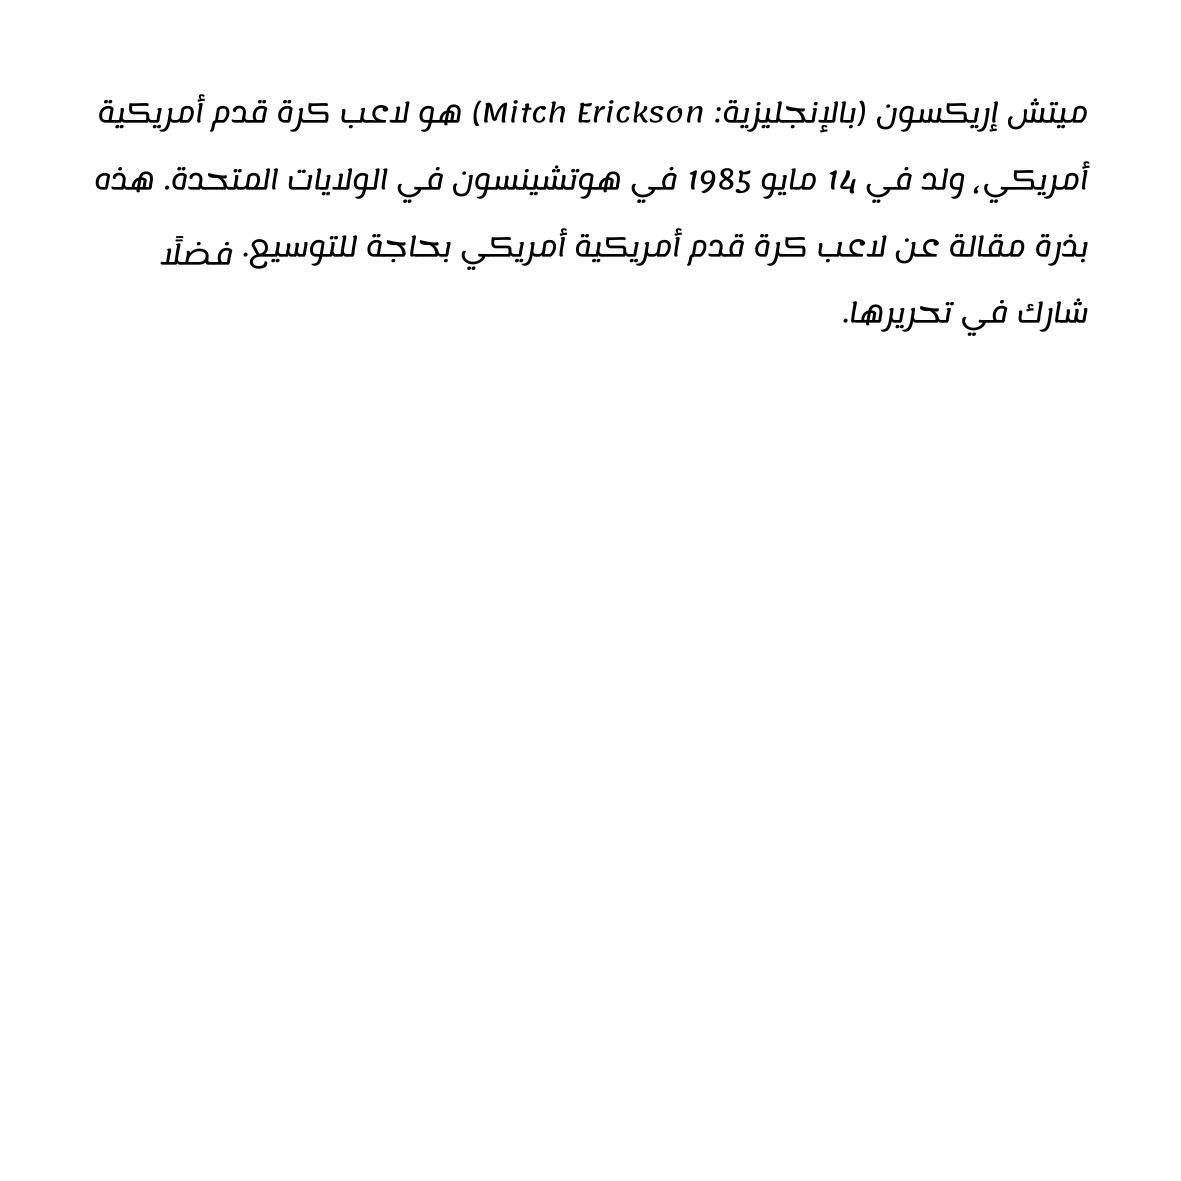 ميتش إريكسون (بالإنجليزية: Mitch Erickson) هو لاعب كرة قدم أمريكية
أمريكي، ولد في 14 مايو 1985 في هوتشينسون في الولايات المتحدة. هذه
بذرة مقالة عن لاعب كرة قدم أمريكية أمريكي بحاجة للتوسيع. فضلًا
شارك في تحريرها.